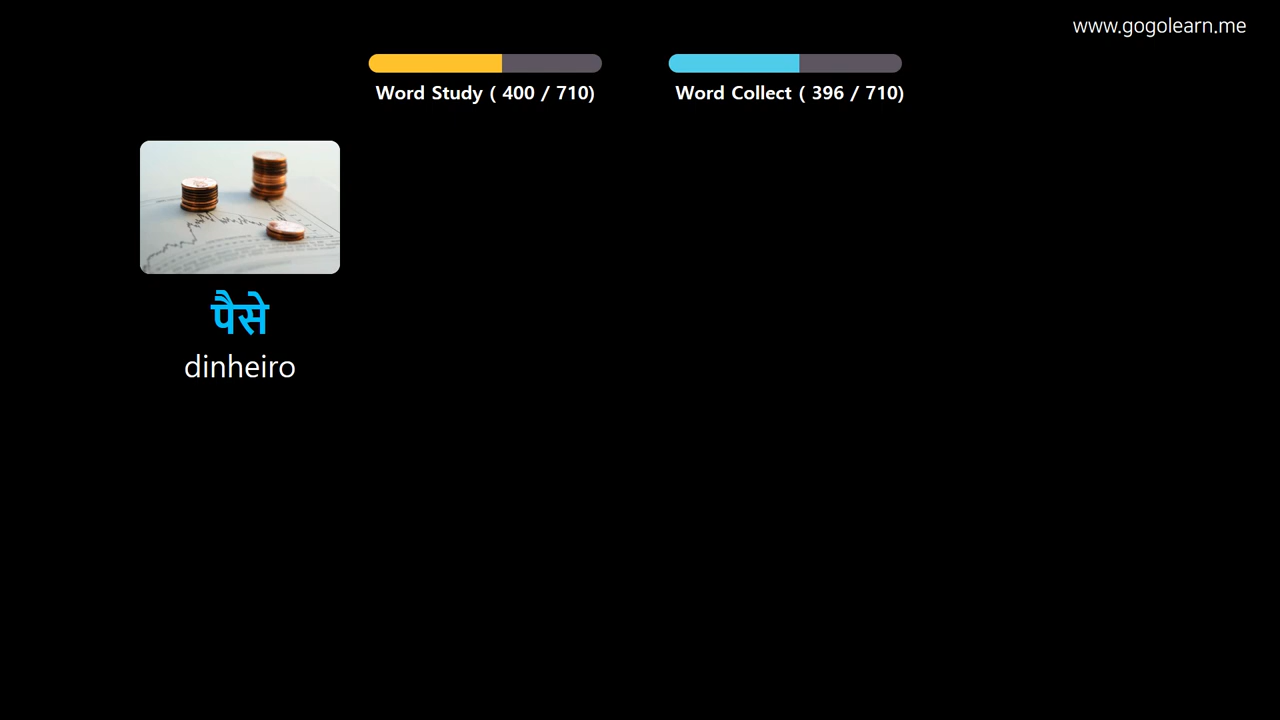 www.gogolearn.me
Word Study ( 400 / 710)
Word Collect ( 396 / 710)
पैसे
dinheiro